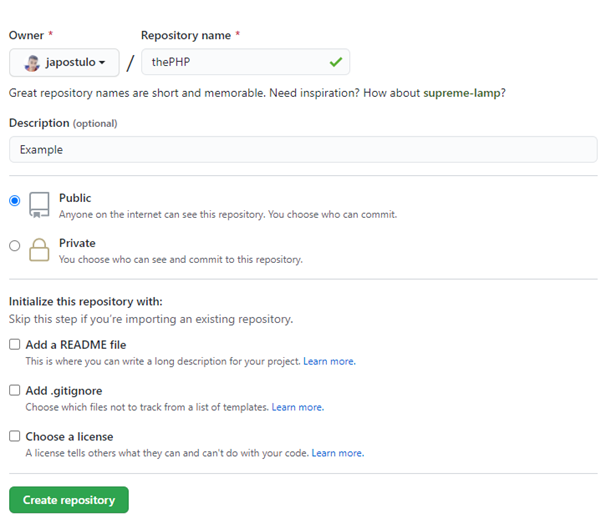 Owner * Repository name *
japostulo / thePHP
Great repository names are short and memorable. Need inspiration? How about supreme-lamp?
Description (optional)
Example
Public
Anyone on the internet can see this repository. You choose who can commit.
Private
You choose who can see and commit to this repository.
Initialize this repository with:
Skip this step if you're importing an existing repository.
Add a README file
This is where you can write a long description for your project. Learn more.
Add .gitignore
Choose which files not to track from a list of templates. Learn more.
Choose a license
A license tells others what they can and can't do with your code. Learn more.
Create repository